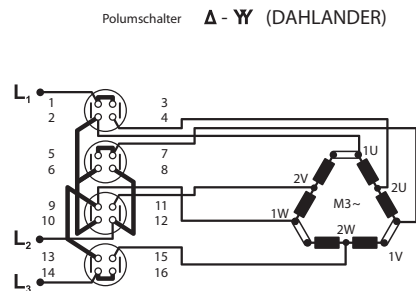 Polumschalter Δ - YY (DAHLANDER)
L1
1 3
2 4
5 7
6 8
9 11
10 12
L2
13 15
14 16
L3
1U
2V 2U
M3~
1W
2W
1V